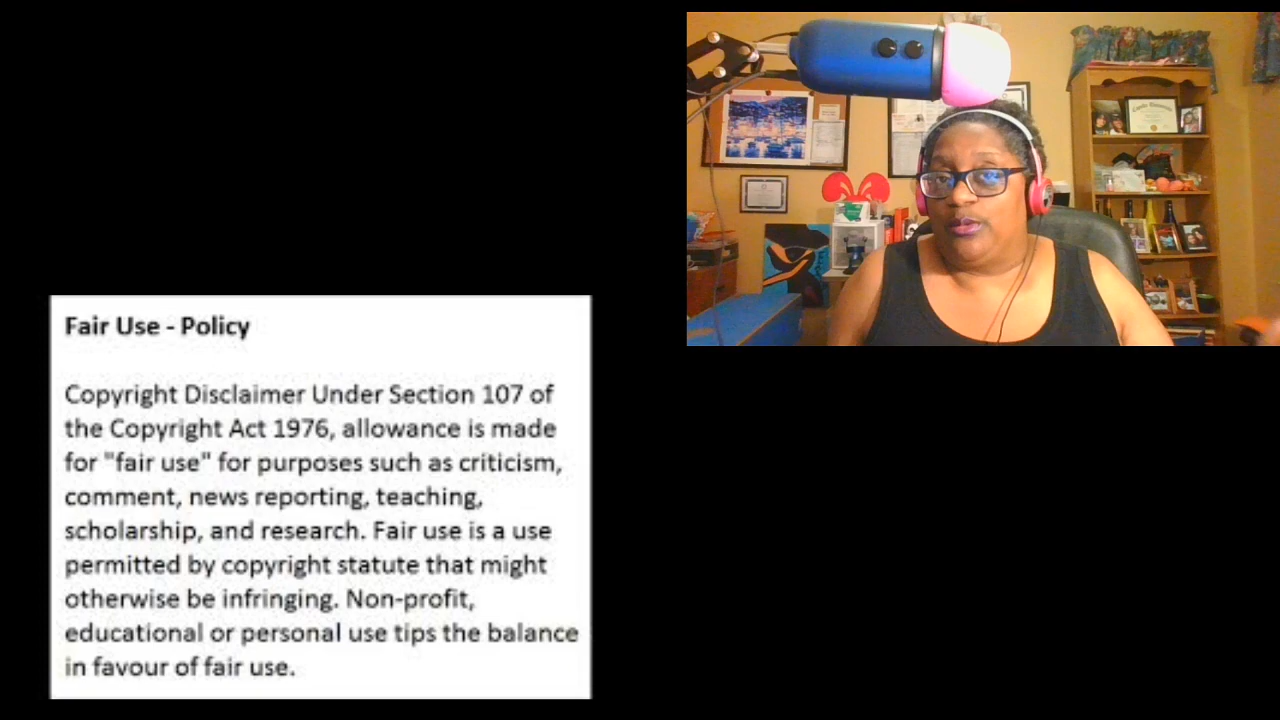 Fair Use - Policy
Copyright Disclaimer Under Section 107 of
the Copyright Act 1976, allowance is made
for "fair use" for purposes such as criticism,
comment, news reporting, teaching,
scholarship, and research. Fair use is a use
permitted by copyright statute that might
otherwise be infringing. Non-profit,
educational or personal use tips the balance
in favour of fair use.